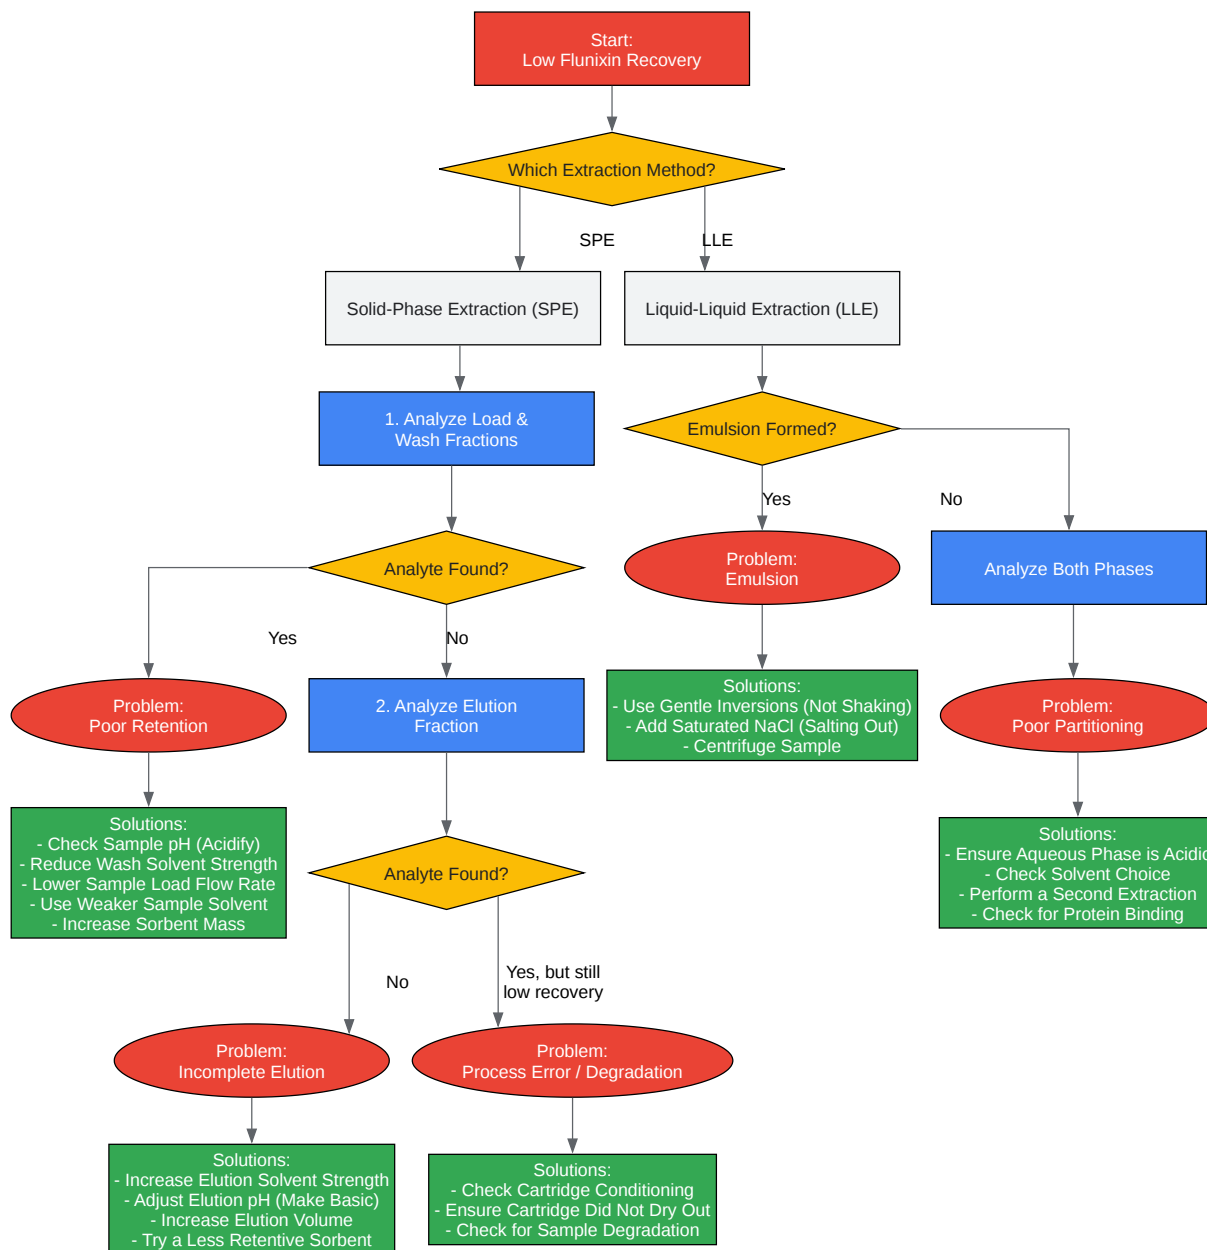 Start:
Low Flunixin Recovery
Which Extraction Method?
SPE
LLE
Solid-Phase Extraction (SPE)
Liquid-Liquid Extraction (LLE)
1. Analyze Load &
Wash Fractions
Emulsion Formed?
Yes
No
Analyte Found?
Problem:
Emulsion
Analyze Both Phases
Yes
No
Problem:
Poor Retention
2. Analyze Elution
Fraction
Solutions:
- Use Gentle Inversions (Not Shaking)
- Add Saturated NaCl (Salting Out)
- Centrifuge Sample
Problem:
Poor Partitioning
Solutions:
- Check Sample pH (Acidify)
- Reduce Wash Solvent Strength
- Lower Sample Load Flow Rate
- Use Weaker Sample Solvent
- Increase Sorbent Mass
Analyte Found?
Solutions:
- Ensure Aqueous Phase is Acidic
- Check Solvent Choice
- Perform a Second Extraction
- Check for Protein Binding
No
Yes, but still
low recovery
Problem:
Incomplete Elution
Problem:
Process Error / Degradation
Solutions:
- Increase Elution Solvent Strength
- Adjust Elution pH (Make Basic)
- Increase Elution Volume
- Try a Less Retentive Sorbent
Solutions:
- Check Cartridge Conditioning
- Ensure Cartridge Did Not Dry Out
- Check for Sample Degradation